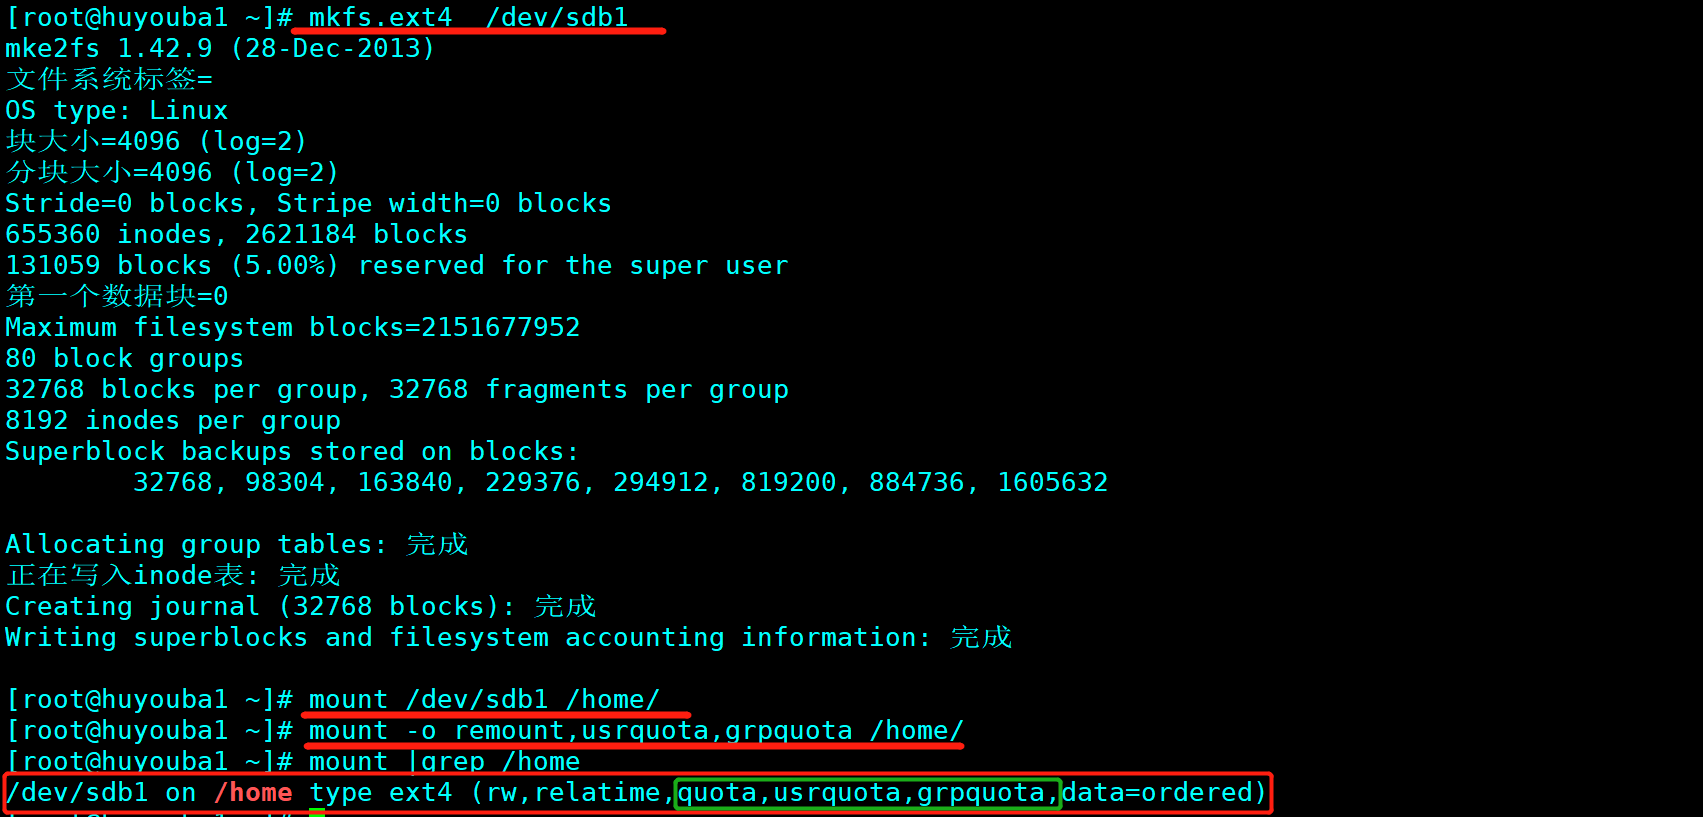 [root@huyouba1 ~]# mkfs.ext4  /dev/sdb1
mke2fs 1.42.9 (28-Dec-2013)
文件系统标签=
OS type: Linux
块大小=4096 (log=2)
分块大小=4096 (log=2)
Stride=0 blocks, Stripe width=0 blocks
655360 inodes, 2621184 blocks
131059 blocks (5.00%) reserved for the super user
第一个数据块=0
Maximum filesystem blocks=2151677952
80 block groups
32768 blocks per group, 32768 fragments per group
8192 inodes per group
Superblock backups stored on blocks:
        32768, 98304, 163840, 229376, 294912, 819200, 884736, 1605632
Allocating group tables: 完成
正在写入inode表: 完成
Creating journal (32768 blocks): 完成
Writing superblocks and filesystem accounting information: 完成
[root@huyouba1 ~]# mount /dev/sdb1 /home/
[root@huyouba1 ~]# mount -o remount,usrquota,grpquota /home/
[root@huyouba1 ~]# mount |grep /home
/dev/sdb1 on /home type ext4 (rw,relatime,quota,usrquota,grpquota,data=ordered)